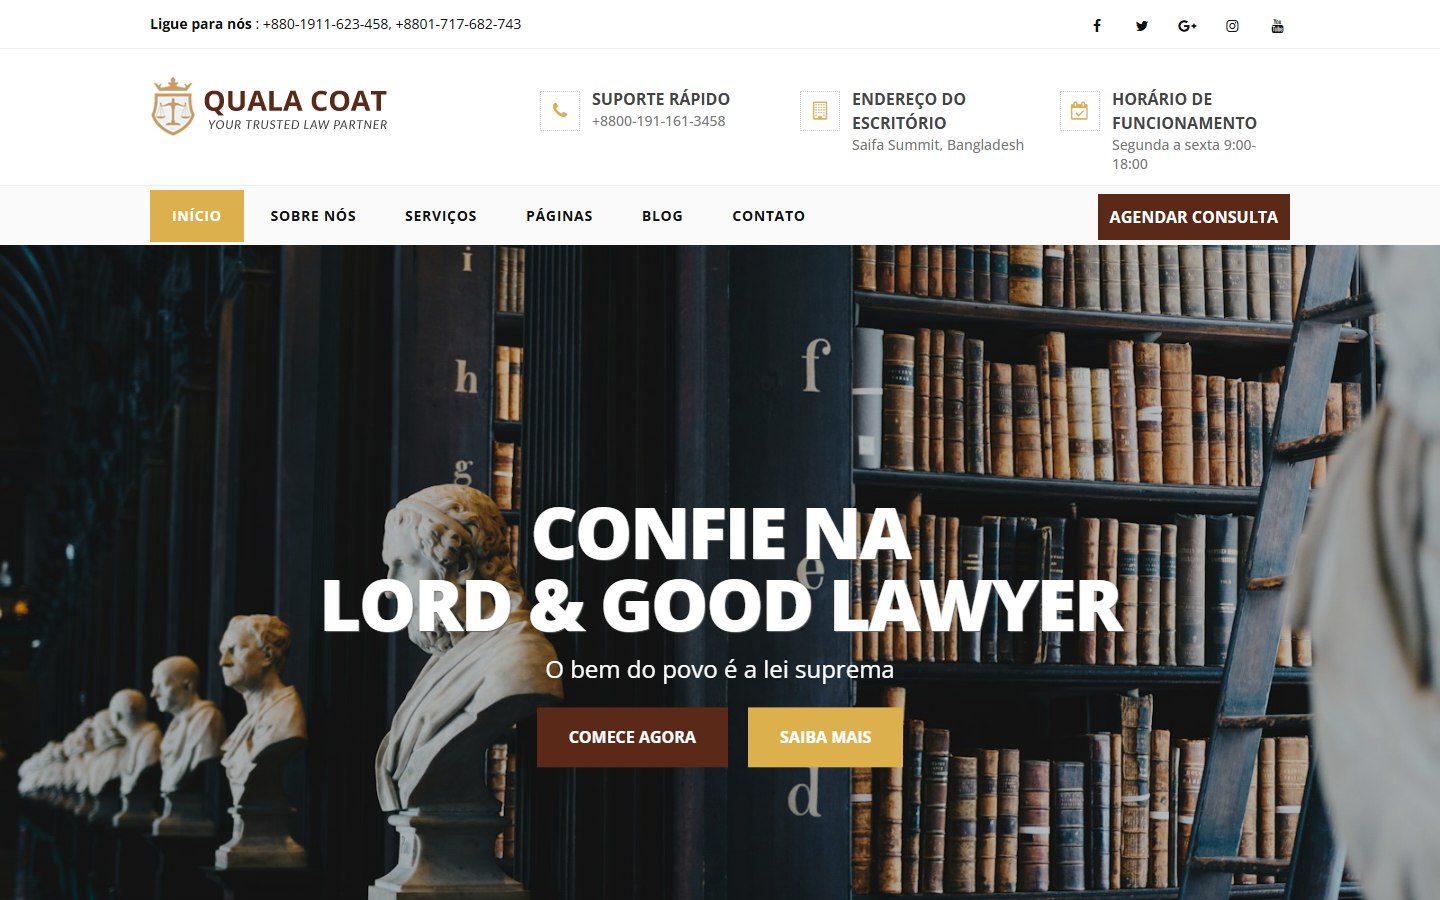 Ligue para nós : +880-1911-623-458, +8801-717-682-743
QUALA COAT
YOUR TRUSTED LAW PARTNER
SUPORTE RÁPIDO
+8800-191-161-3458
ENDEREÇO DO
ESCRITÓRIO
Saifa Summit, Bangladesh
HORÁRIO DE
FUNCIONAMENTO
Segunda a sexta 9:00-
18:00
INÍCIO
SOBRE NÓS
SERVIÇOS
PÁGINAS
BLOG
CONTATO
AGENDAR CONSULTA
i
h
g
f
e
d
CONFIE NA
LORD & GOOD LAWYER
O bem do povo é a lei suprema
COMECE AGORA
SAIBA MAIS